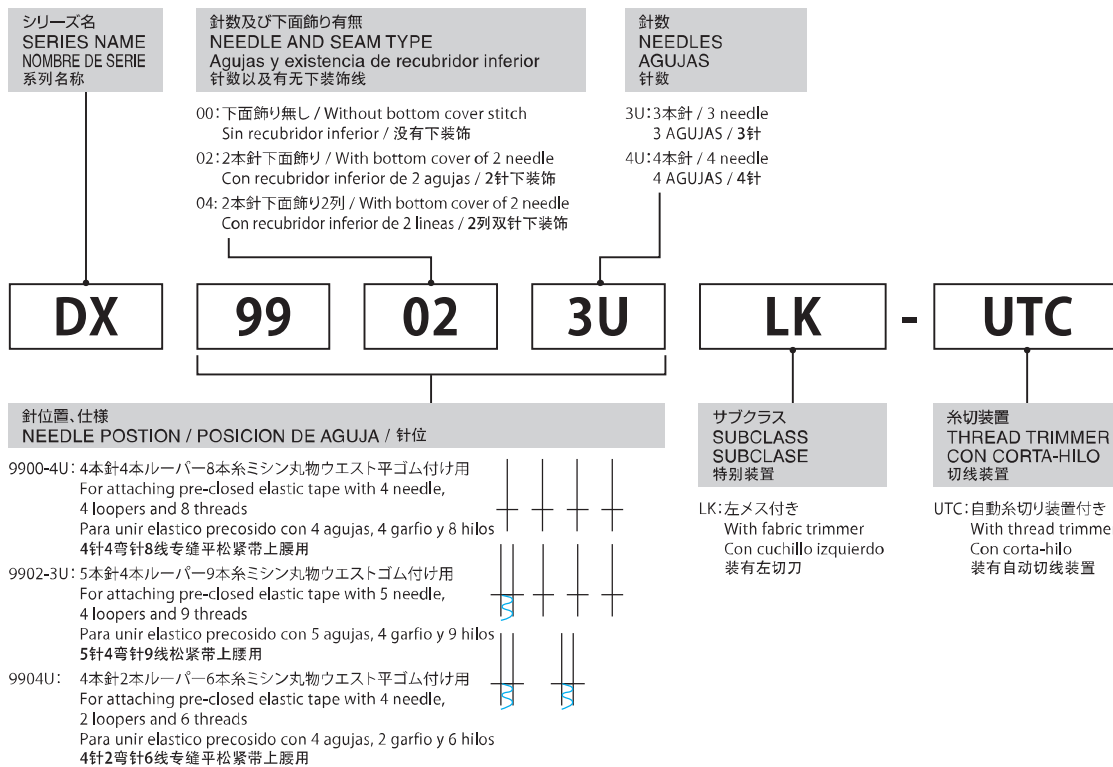 シリーズ名
SERIES NAME
NOMBRE DE SERIE
系列名称
針数及び下面飾り有無
NEEDLE AND SEAM TYPE
Agujas y existencia de recubridor inferior
针数以及有无下装饰线
00:下面飾り無し / Without bottom cover stitch
Sin recubridor inferior / 没有下装饰
02:2本針下面飾り / With bottom cover of 2 needle
Con recubridor inferior de 2 agujas / 2针下装饰
04: 2本針下面飾り2列 / With bottom cover of 2 needle
Con recubridor inferior de 2 lineas / 2列双针下装饰
針数
NEEDLES
AGUJAS
针数
3U:3本針 / 3 needle
3 AGUJAS / 3针
4U:4本針 / 4 needle
4 AGUJAS / 4针
DX 99 02 3U LK - UTC
針位置、仕様
NEEDLE POSTION / POSICION DE AGUJA / 针位
9900-4U: 4本針4本ルーパー8本糸ミシン丸物ウエスト平ゴム付け用
For attaching pre-closed elastic tape with 4 needle,
4 loopers and 8 threads
Para unir elastico precosido con 4 agujas, 4 garfio y 8 hilos
4针4弯针8线专缝平松紧带上腰用
9902-3U: 5本針4本ルーパー9本糸ミシン丸物ウエストゴム付け用
For attaching pre-closed elastic tape with 5 needle,
4 loopers and 9 threads
Para unir elastico precosido con 5 agujas, 4 garfio y 9 hilos
5针4弯针9线松紧带上腰用
9904U: 4本針2本ルーパー6本糸ミシン丸物ウエスト平ゴム付け用
For attaching pre-closed elastic tape with 4 needle,
2 loopers and 6 threads
Para unir elastico precosido con 4 agujas, 2 garfio y 6 hilos
4针2弯针6线专缝平松紧带上腰用
サブクラス
SUBCLASS
SUBCLASE
特别装置
LK:左メス付き
With fabric trimmer
Con cuchillo izquierdo
装有左切刀
糸切装置
THREAD TRIMMER
CON CORTA-HILO
切线装置
UTC:自動糸切り装置付き
With thread trimme
Con corta-hilo
装有自动切线装置